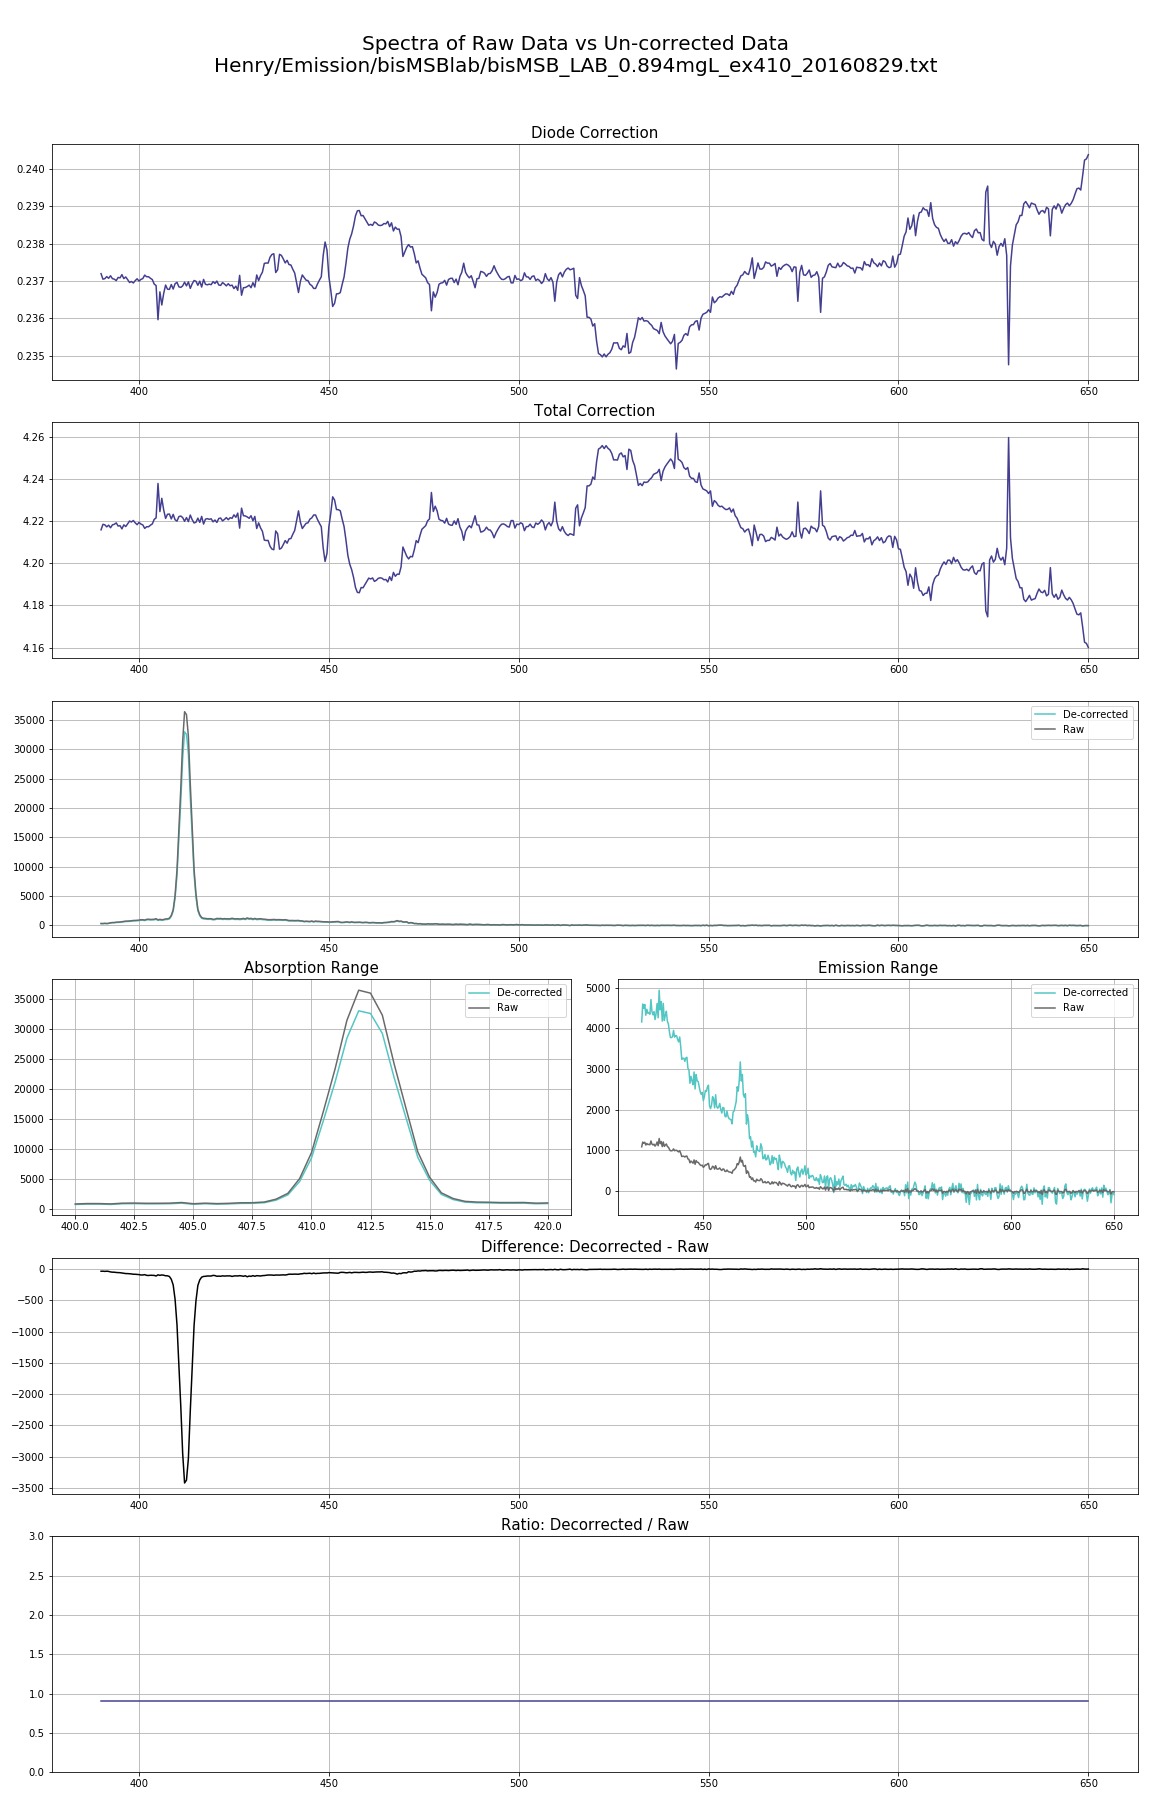 Spectra of Raw Data vs Un-corrected Data
Henry/Emission/bisMSBlab/bisMSB_LAB_0.894mgL_ex410_20160829.txt
Diode Correction
0.240
0.239
0.238
0.237
0.236
0.235
400 450 500 550 600 650
Total Correction
4.26
4.24
4.22
4.20
4.18
4.16
400 450 500 550 600 650
De-corrected
Raw
35000
30000
25000
20000
15000
10000
5000
0
400 450 500 550 600 650
Absorption Range
De-corrected
Raw
35000
30000
25000
20000
15000
10000
5000
0
400.0 402.5 405.0 407.5 410.0 412.5 415.0 417.5 420.0
Emission Range
De-corrected
Raw
5000
4000
3000
2000
1000
0
450 500 550 600 650
Difference: Decorrected - Raw
0
−500
−1000
−1500
−2000
−2500
−3000
−3500
400 450 500 550 600 650
Ratio: Decorrected / Raw
3.0
2.5
2.0
1.5
1.0
0.5
0.0
400 450 500 550 600 650